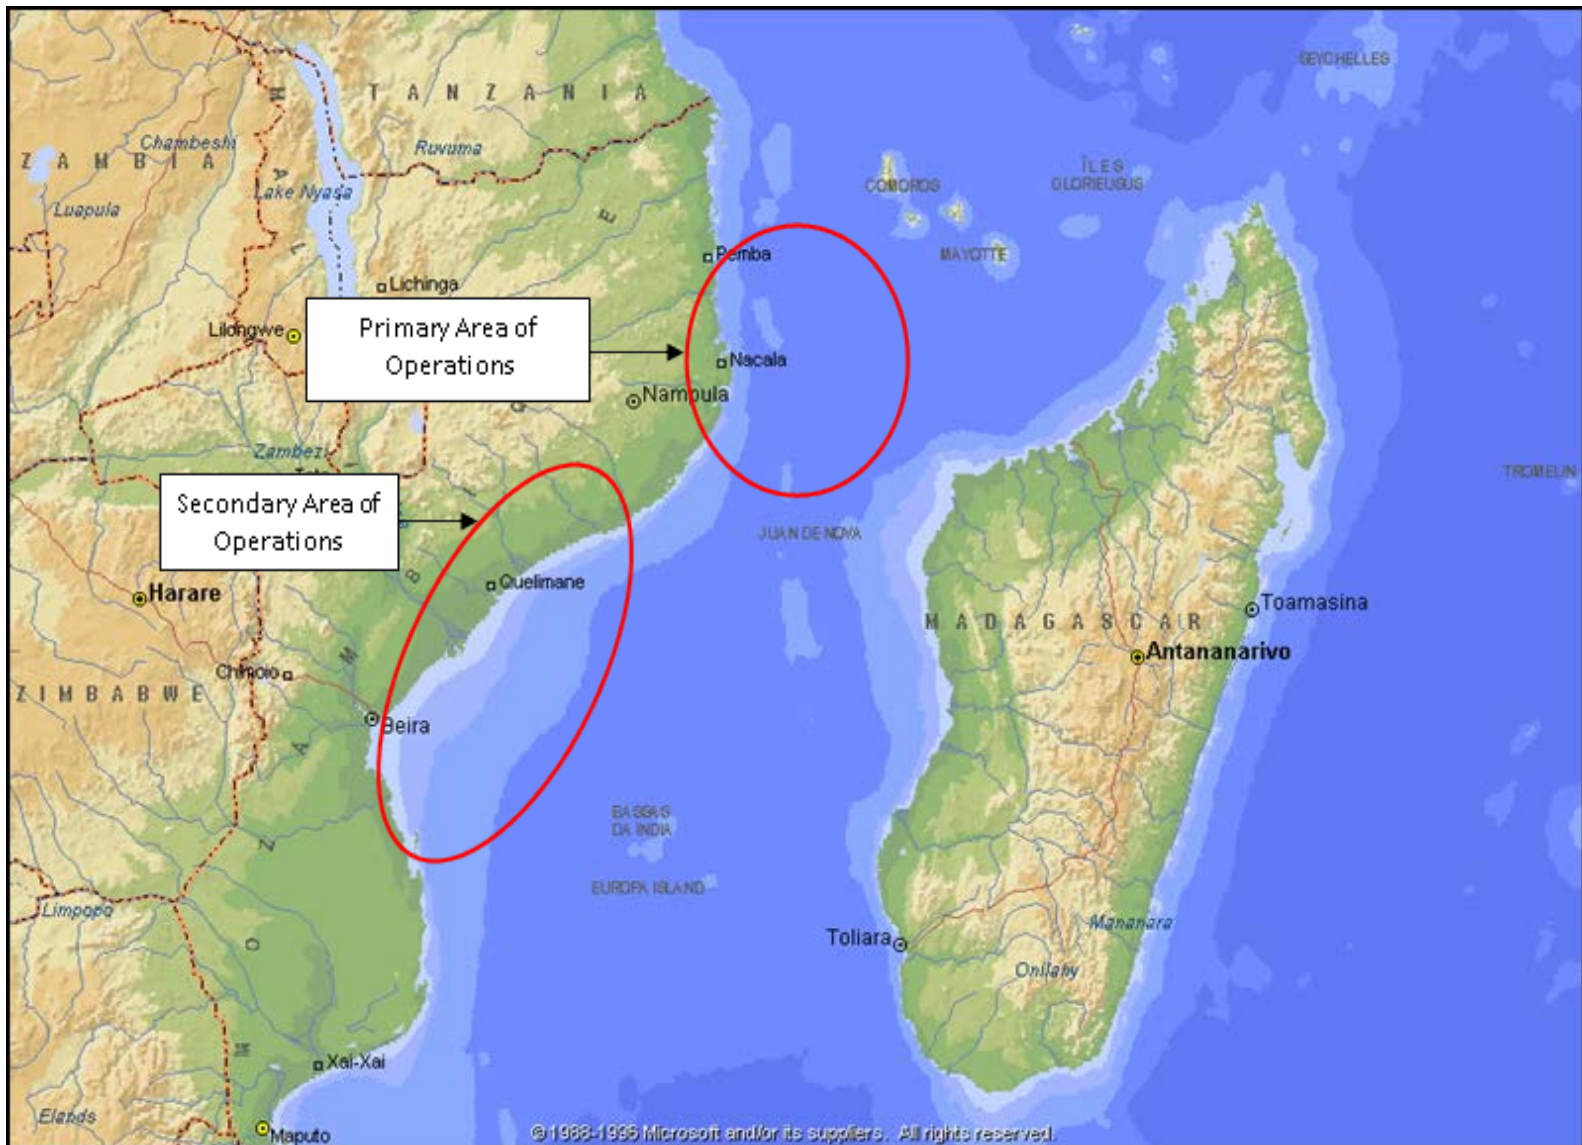 SEYCHELLES
TANZANIA
Chambeshi
Ruvuma
ZAMBIA
Lake Nyasa
Luapula
COMOROS
ÎLES
GLORIEUSUS
MAYOTTE
Pemba
Lichinga
Lilongwe
Primary Area of
Operations
Nacala
Nampula
Zambezi
TROMELIN
Secondary Area of
Operations
JUAN DE NOVA
Quelimane
Harare
MADAGASCAR
Toamasina
Antananarivo
Chimoio
ZIMBABWE
Beira
MOZAMBIQUE
BASSAS
DA INDIA
EUROPA ISLAND
Limpopo
Toliara
Mananara
Onilahy
Xai-Xai
Elands
Maputo
© 1988-1996 Microsoft and/or its suppliers. All rights reserved.